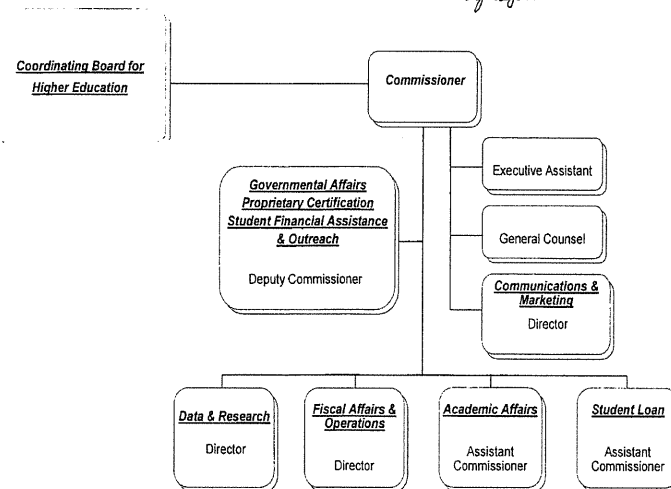 Coordinating Board for
Higher Education
Commissioner
Executive Assistant
Governmental Affairs
Proprietary Certification
Student Financial Assistance
& Outreach
Deputy Commissioner
General Counsel
Communications &
Marketing
Director
Data & Research
Director
Fiscal Affairs &
Operations
Director
Academic Affairs
Assistant
Commissioner
Student Loan
Assistant
Commissioner